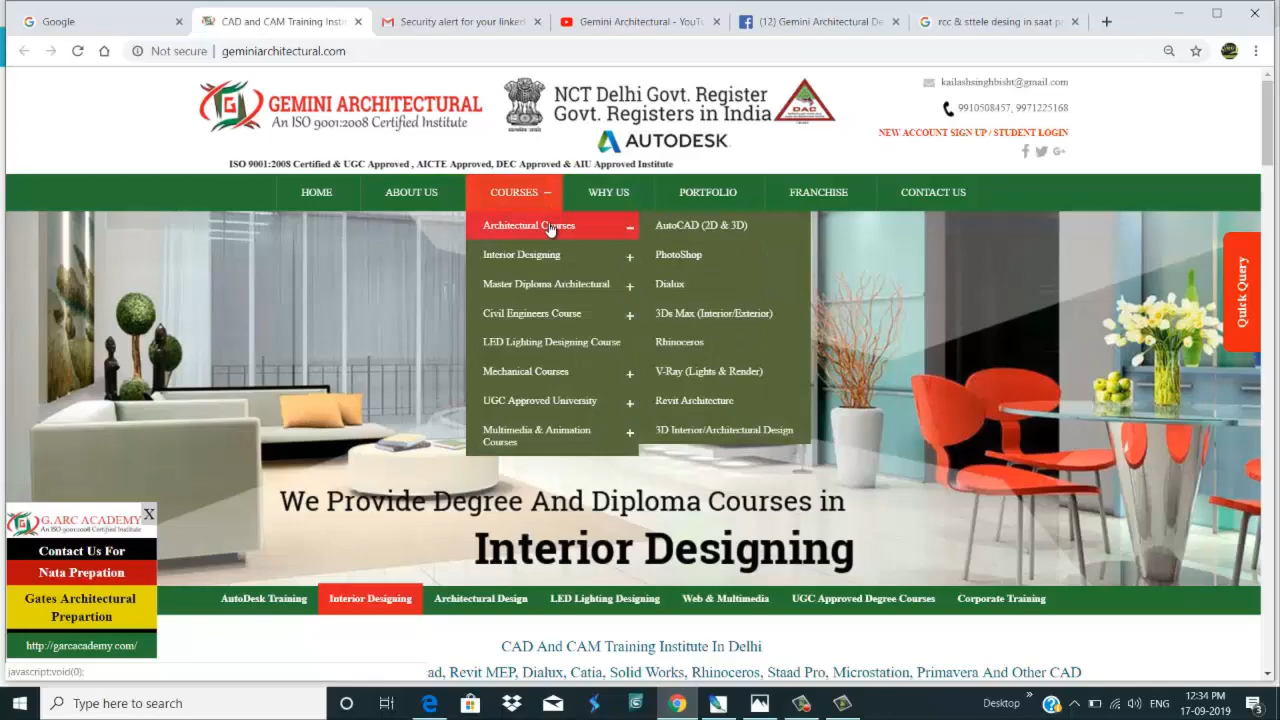 Google
CAD and CAM Training Insti
Security alert for your linkedi
Gemini Architectural - YouTu
(12) Gemini Architectural De
rcc & sttele desing in saat po
Not secure | geminiarchitectural.com
GEMINI ARCHITECTURAL
An ISO 9001:2008 Certified Institute
NCT Delhi Govt. Register
Govt. Registers in India
DAC
AUTODESK.
kailashsinghbisht@gmail.com
9910508457, 9971225168
NEW ACCOUNT SIGN UP / STUDENT LOGIN
ISO 9001:2008 Certified & UGC Approved , AICTE Approved, DEC Approved & AIU Approved Institute
HOME
ABOUT US
COURSES
WHY US
PORTFOLIO
FRANCHISE
CONTACT US
Architectural Courses
Interior Designing
Master Diploma Architectural
Civil Engineers Course
LED Lighting Designing Course
Mechanical Courses
UGC Approved University
Multimedia & Animation
Courses
AutoCAD (2D & 3D)
PhotoShop
Dialux
3Ds Max (Interior/Exterior)
Rhinoceros
V-Ray (Lights & Render)
Revit Architecture
3D Interior/Architectural Design
Quick Query
We Provide Degree And Diploma Courses in
Interior Designing
X
G.ARC ACADEMY
An ISO 9001:2008 Certified Institute
Contact Us For
Nata Prepation
Gates Architectural
Prepartion
http://garcacademy.com/
AutoDesk Training
Interior Designing
Architectural Design
LED Lighting Designing
Web & Multimedia
UGC Approved Degree Courses
Corporate Training
CAD And CAM Training Institute In Delhi
ad, Revit MEP, Dialux, Catia, Solid Works, Rhinoceros, Staad Pro, Microstation, Primavera And Other CAD
javascript:void(0);
Type here to search
Desktop
ENG
12:34 PM
17-09-2019